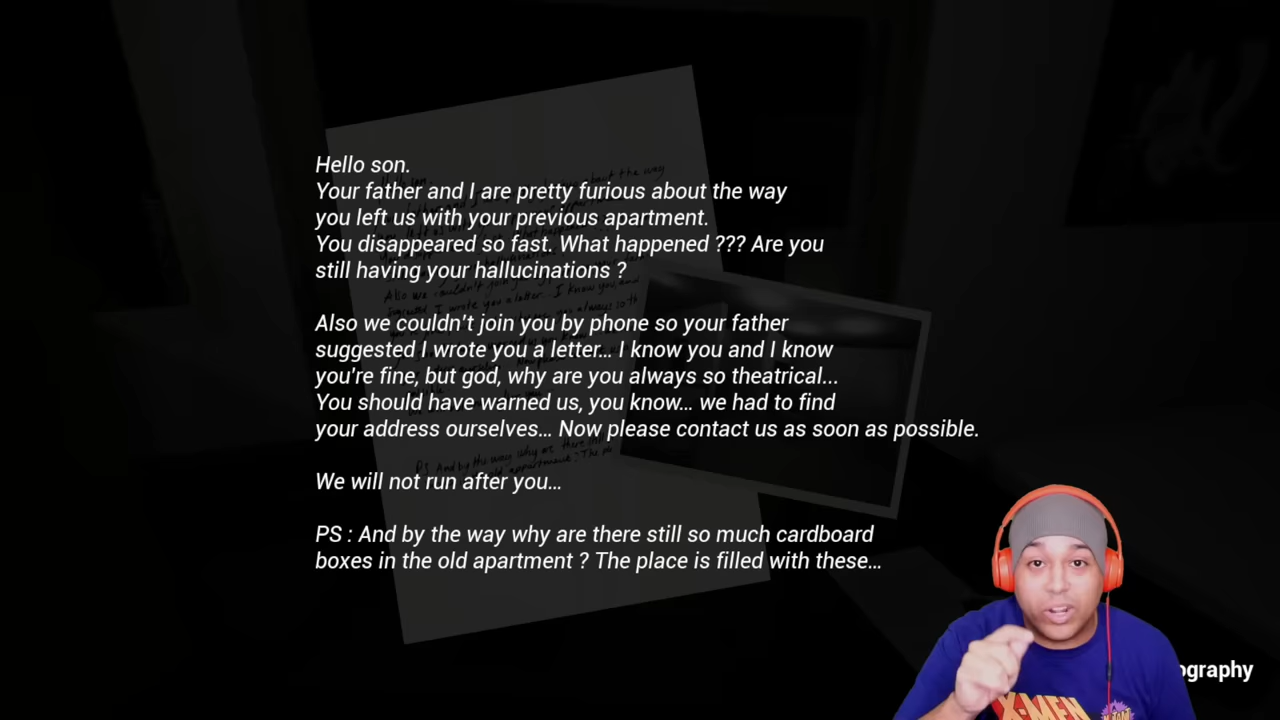 Hello son.
Your father and I are pretty furious about the way
you left us with your previous apartment.
You disappeared so fast. What happened ??? Are you
still having your hallucinations ?
Also we couldn't join you by phone so your father
suggested I wrote you a letter... I know you and I know
you're fine, but god, why are you always so theatrical...
You should have warned us, you know... we had to find
your address ourselves... Now please contact us as soon as possible.
We will not run after you...
PS : And by the way why are there still so much cardboard
boxes in the old apartment ? The place is filled with these...
ography
X-MEN